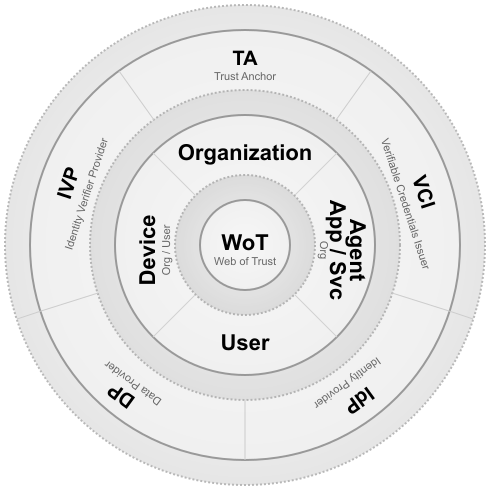 TA
Trust Anchor
VCI
Verifiable Credentials Issuer
IdP
Identity Provider
DP
Data Provider
IVP
Identity Verifier Provider
Organization
Agent
App / Svc
Org
User
Device
Org / User
WoT
Web of Trust